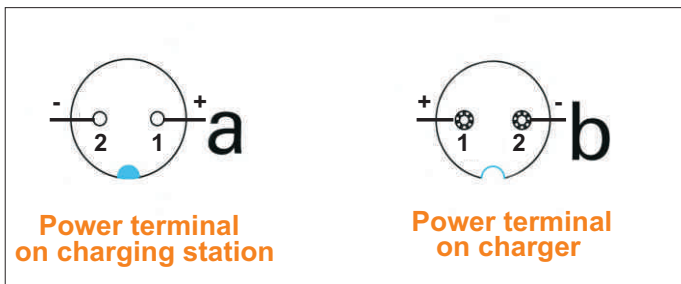 - + a
2 1
+ - b
1 2
Power terminal
on charging station
Power terminal
on charger